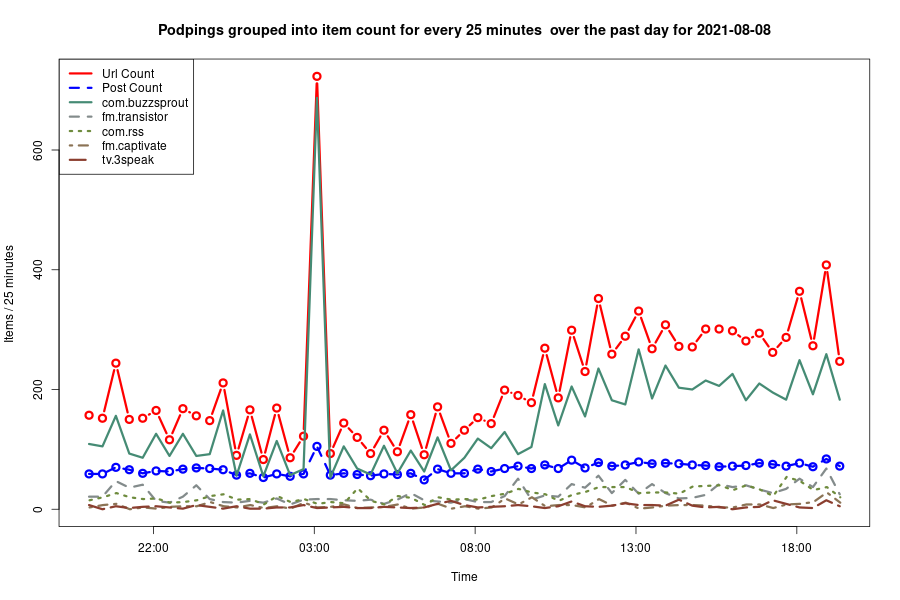 Podpings grouped into item count for every 25 minutes  over the past day for 2021-08-08
Url Count
Post Count
com.buzzsprout
fm.transistor
com.rss
fm.captivate
tv.3speak
Items / 25 minutes
600
400
200
0
22:00
03:00
08:00
13:00
18:00
Time